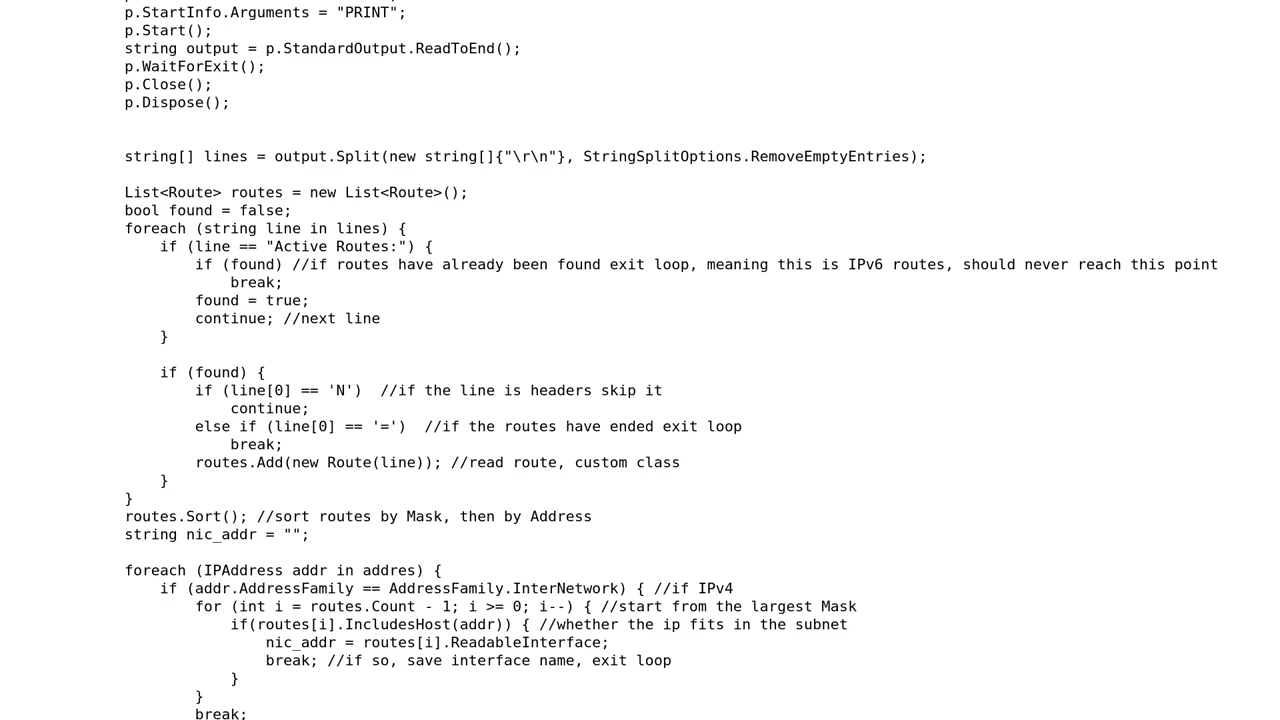 p.StartInfo.Arguments = "PRINT";
p.Start();
string output = p.StandardOutput.ReadToEnd();
p.WaitForExit();
p.Close();
p.Dispose();
string[] lines = output.Split(new string[]{"\r\n"}, StringSplitOptions.RemoveEmptyEntries);
List<Route> routes = new List<Route>();
bool found = false;
foreach (string line in lines) {
    if (line == "Active Routes:") {
        if (found) //if routes have already been found exit loop, meaning this is IPv6 routes, should never reach this point
            break;
        found = true;
        continue; //next line
    }
    if (found) {
        if (line[0] == 'N')  //if the line is headers skip it
            continue;
        else if (line[0] == '=')  //if the routes have ended exit loop
            break;
        routes.Add(new Route(line)); //read route, custom class
    }
}
routes.Sort(); //sort routes by Mask, then by Address
string nic_addr = "";
foreach (IPAddress addr in addres) {
    if (addr.AddressFamily == AddressFamily.InterNetwork) { //if IPv4
        for (int i = routes.Count - 1; i >= 0; i--) { //start from the largest Mask
            if(routes[i].IncludesHost(addr)) { //whether the ip fits in the subnet
                nic_addr = routes[i].ReadableInterface;
                break; //if so, save interface name, exit loop
            }
        }
        break;